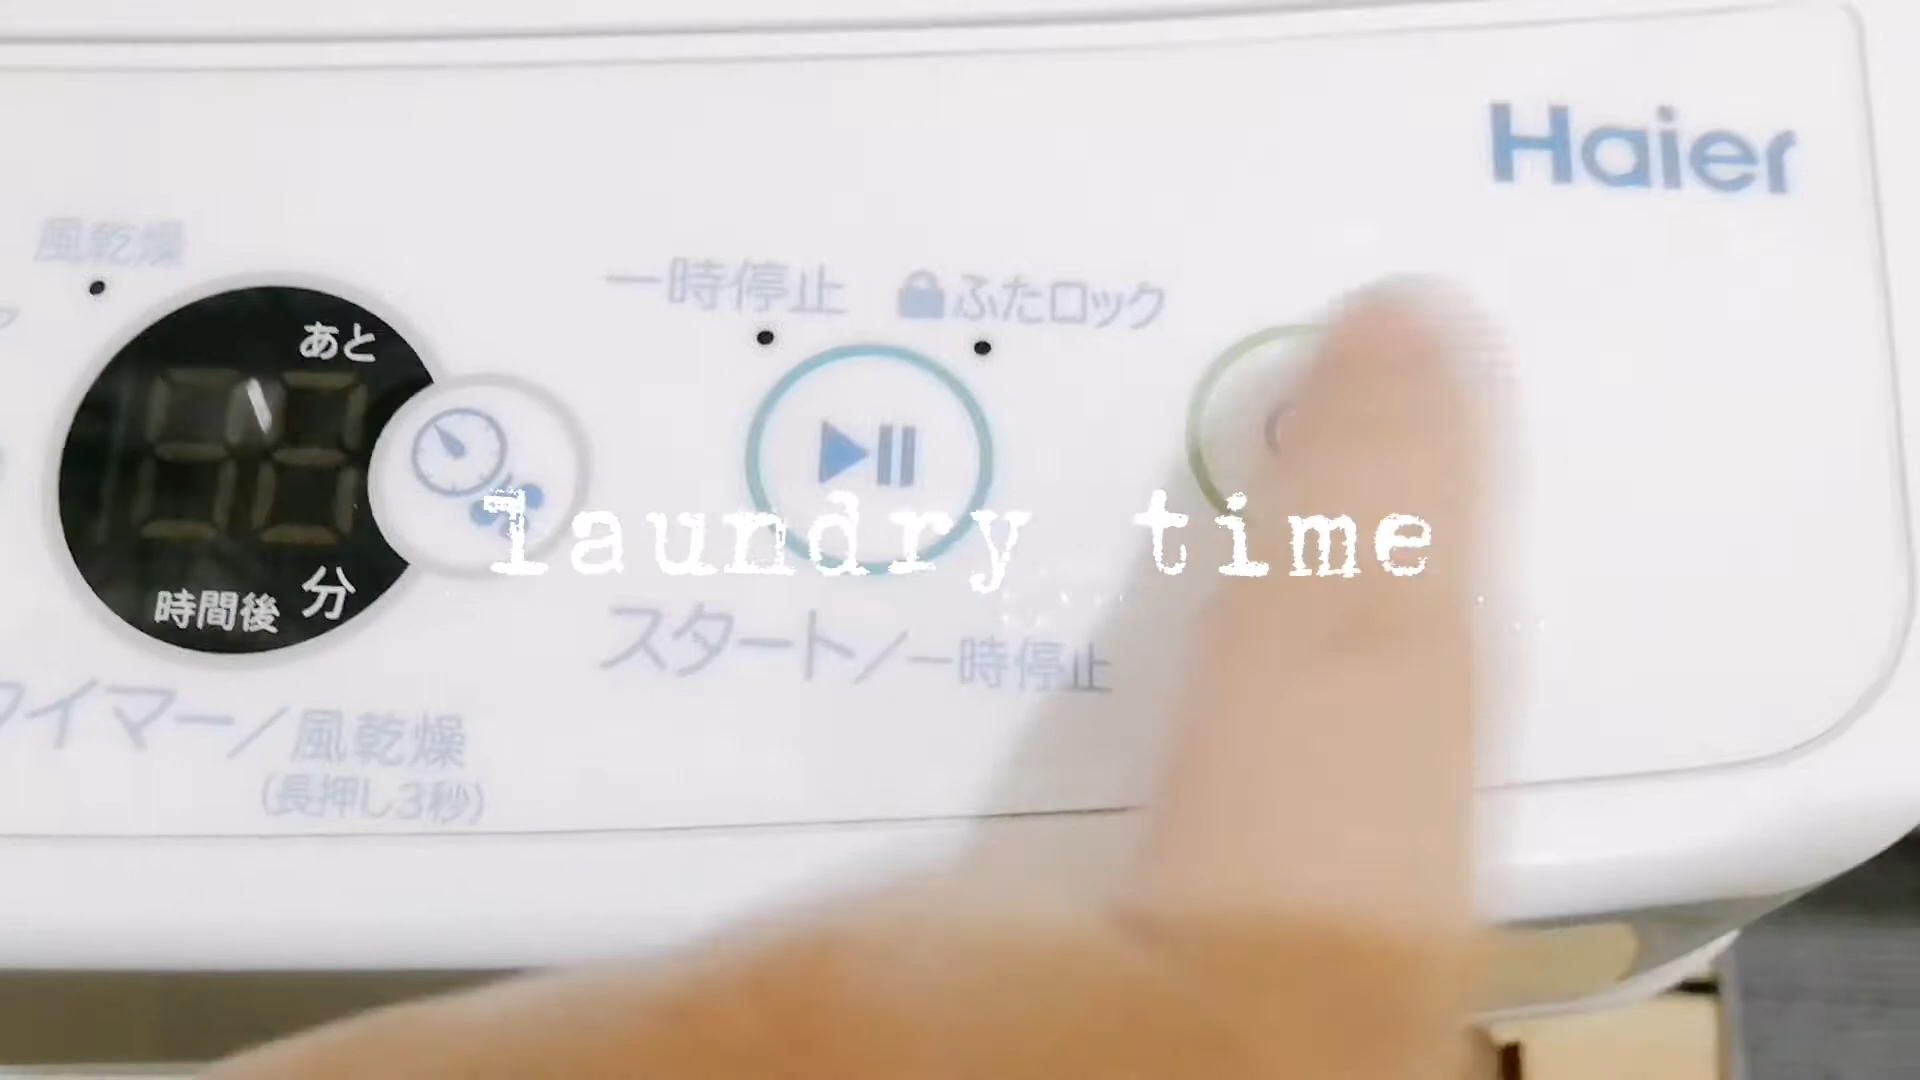 Haier
風乾燥
一時停止 ふたロック
あと
時間後 分
laundry time
スタート/一時停止
タイマー/風乾燥
(長押し3秒)